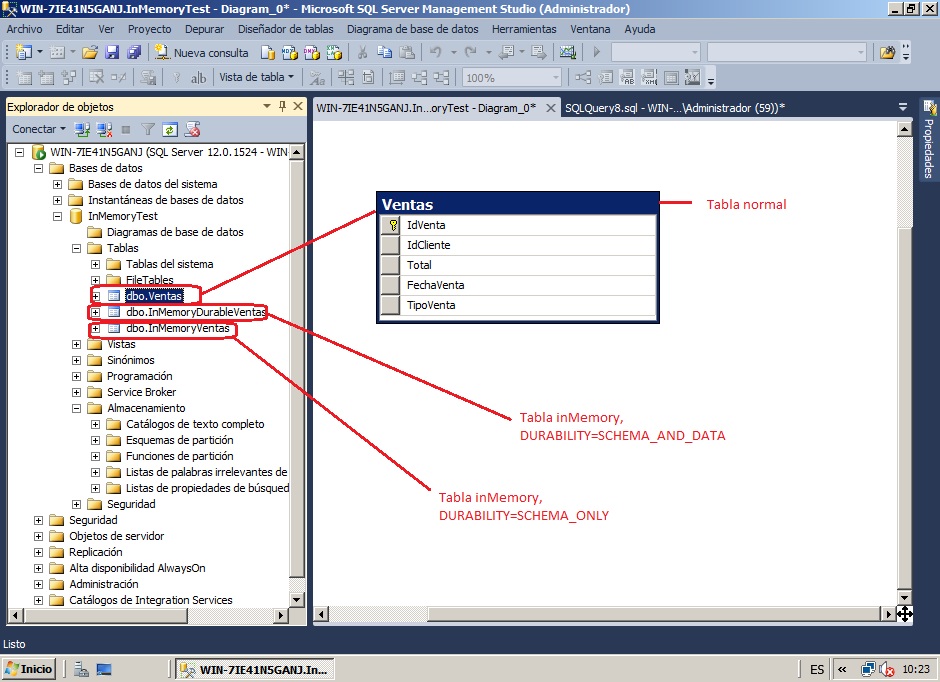 WIN-7IE41N5GANJ.InMemoryTest - Diagram_0* - Microsoft SQL Server Management Studio (Administrador)
Archivo Editar Ver Proyecto Depurar Diseñador de tablas Diagrama de base de datos Herramientas Ventana Ayuda
Nueva consulta
Vista de tabla 100%
Explorador de objetos
WIN-7IE41N5GANJ.I...oryTest - Diagram_0* SQLQuery8.sql - WIN-...\Administrador (59))*
Propiedades
Conectar
WIN-7IE41N5GANJ (SQL Server 12.0.1524 - WIN-
Bases de datos
Bases de datos del sistema
Instantáneas de bases de datos
InMemoryTest
Diagramas de base de datos
Tablas
Tablas del sistema
FileTables
dbo.Ventas
dbo.InMemoryDurableVentas
dbo.InMemoryVentas
Vistas
Sinónimos
Programación
Service Broker
Almacenamiento
Catálogos de texto completo
Esquemas de partición
Funciones de partición
Listas de palabras irrelevantes de
Listas de propiedades de búsqued
Seguridad
Seguridad
Objetos de servidor
Replicación
Alta disponibilidad AlwaysOn
Administración
Catálogos de Integration Services
Ventas
IdVenta
IdCliente
Total
FechaVenta
TipoVenta
Tabla normal
Tabla inMemory,
DURABILITY=SCHEMA_AND_DATA
Tabla inMemory,
DURABILITY=SCHEMA_ONLY
Listo
Inicio WIN-7IE41N5GANJ.In... ES « 10:23